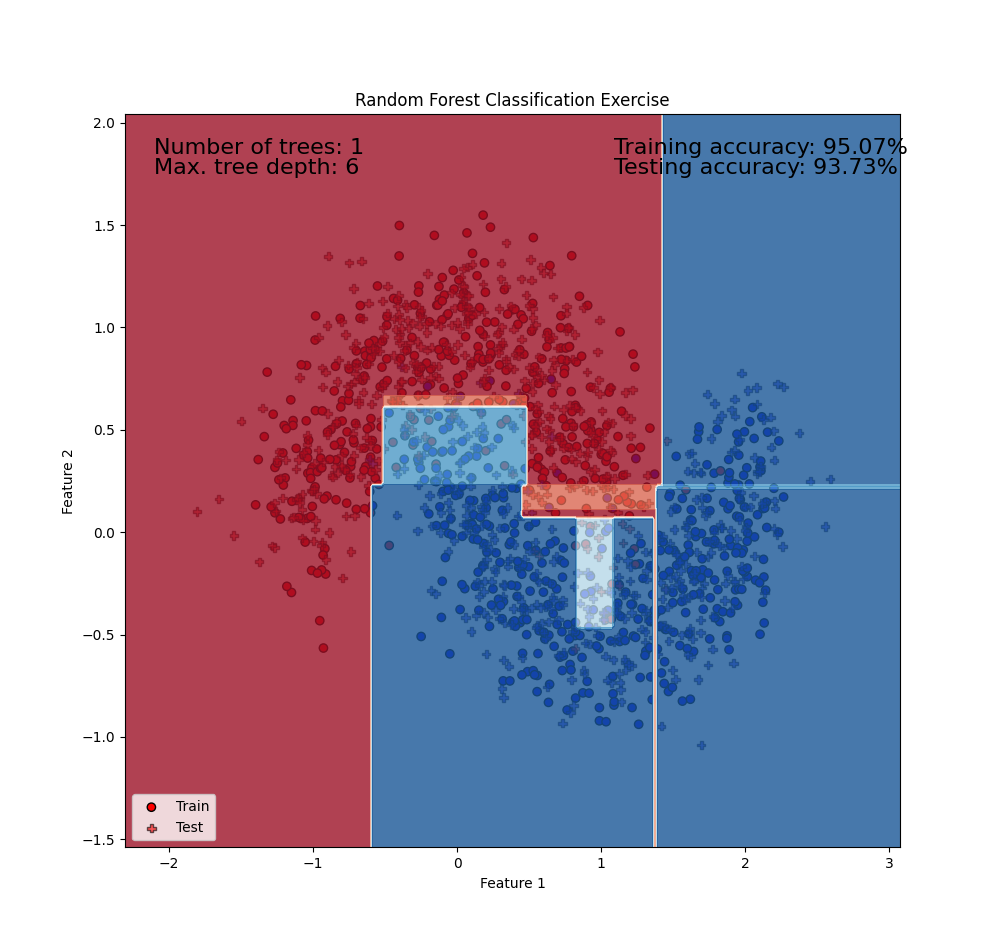 Random Forest Classification Exercise
Number of trees: 1
Max. tree depth: 6
Training accuracy: 95.07%
Testing accuracy: 93.73%
2.0
1.5
1.0
0.5
0.0
−0.5
−1.0
−1.5
Feature 2
Train
Test
−2
−1
0
1
2
3
Feature 1